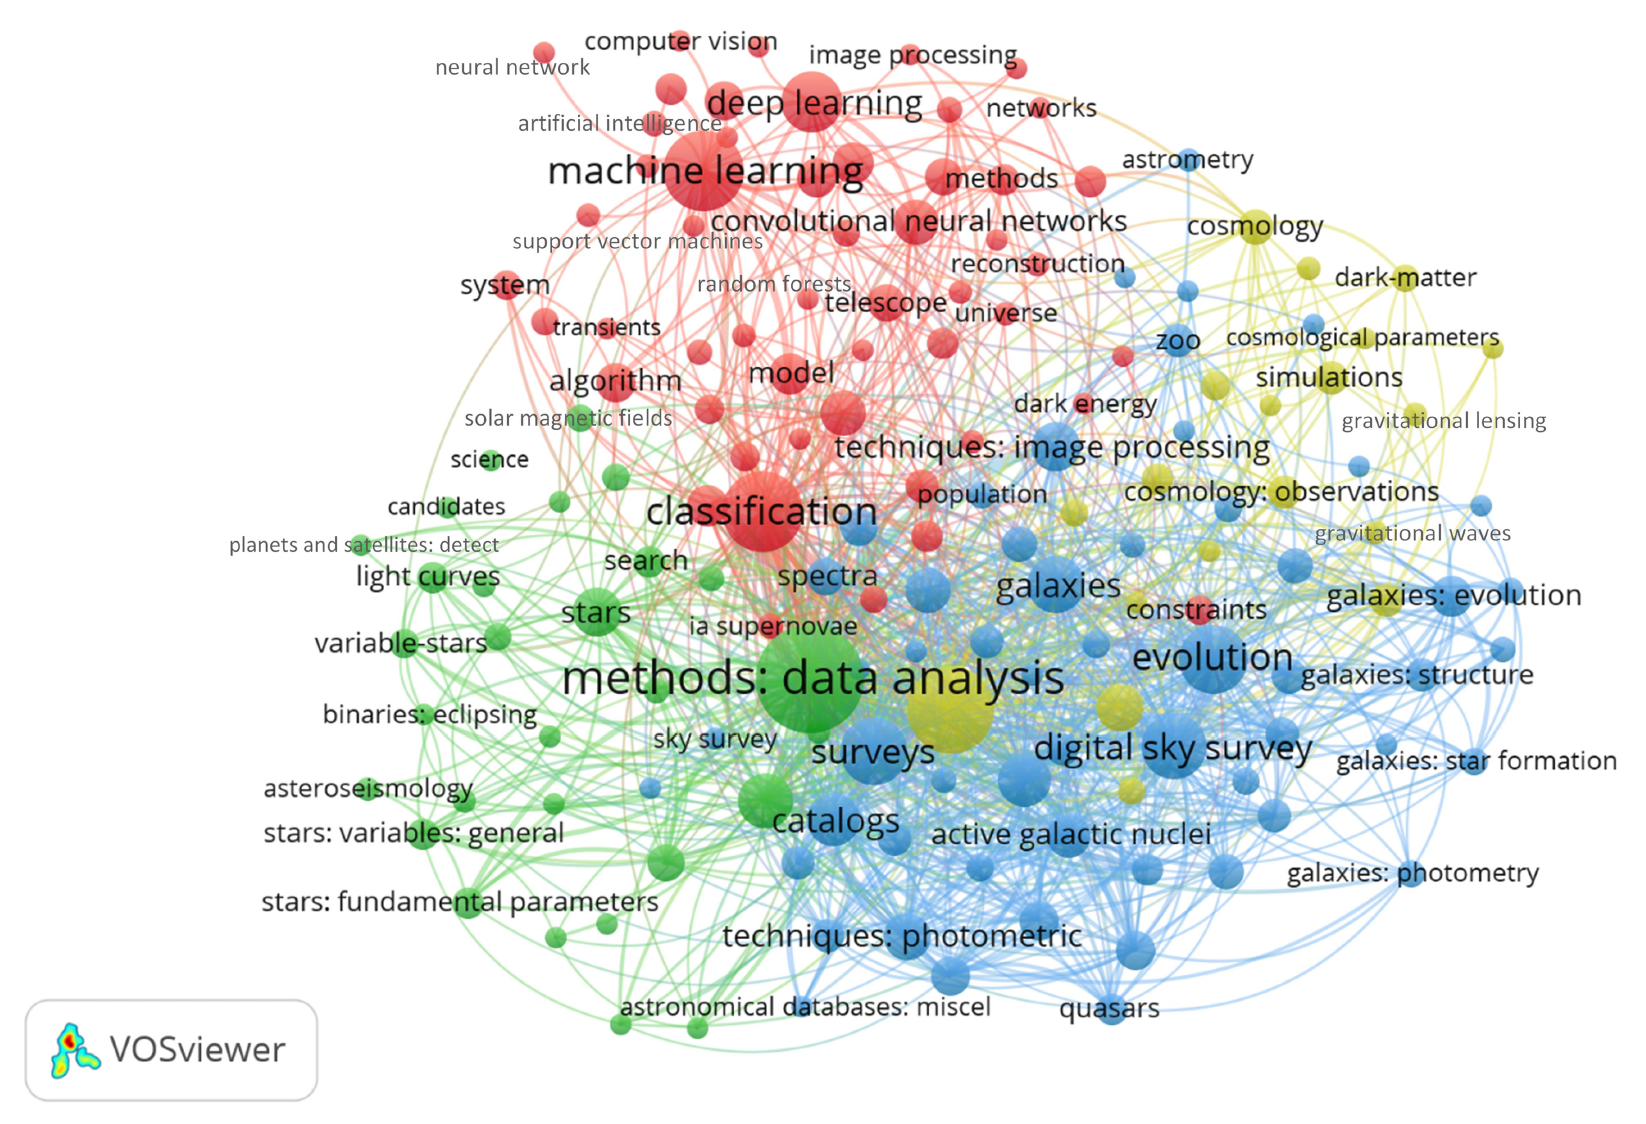 computer vision
image processing
neural network
deep learning
networks
artificial intelligence
astrometry
machine learning
methods
convolutional neural networks
cosmology
support vector machines
reconstruction
dark-matter
system
random forests
telescope
universe
transients
zoo
cosmological parameters
model
simulations
algorithm
dark energy
solar magnetic fields
gravitational lensing
techniques: image processing
science
population
cosmology: observations
candidates
classification
gravitational waves
planets and satellites: detect
search
light curves
spectra
galaxies
galaxies: evolution
stars
constraints
ia supernovae
variable-stars
evolution
methods: data analysis
galaxies: structure
binaries: eclipsing
sky survey
surveys
digital sky survey
galaxies: star formation
asteroseismology
catalogs
stars: variables: general
active galactic nuclei
galaxies: photometry
stars: fundamental parameters
techniques: photometric
astronomical databases: miscel
quasars
VOSviewer